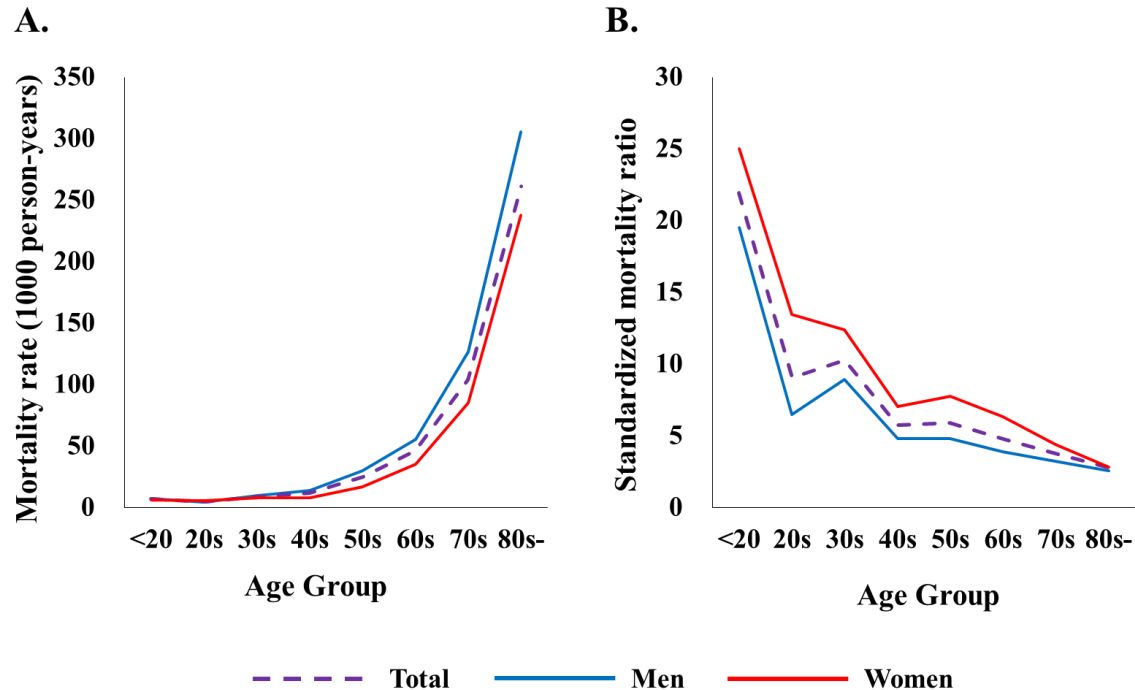 A.
Mortality rate (1000 person-years)
350
300
250
200
150
100
50
0
<20 20s 30s 40s 50s 60s 70s 80s-
Age Group
B.
Standardized mortality ratio
30
25
20
15
10
5
0
<20 20s 30s 40s 50s 60s 70s 80s-
Age Group
Total Men Women